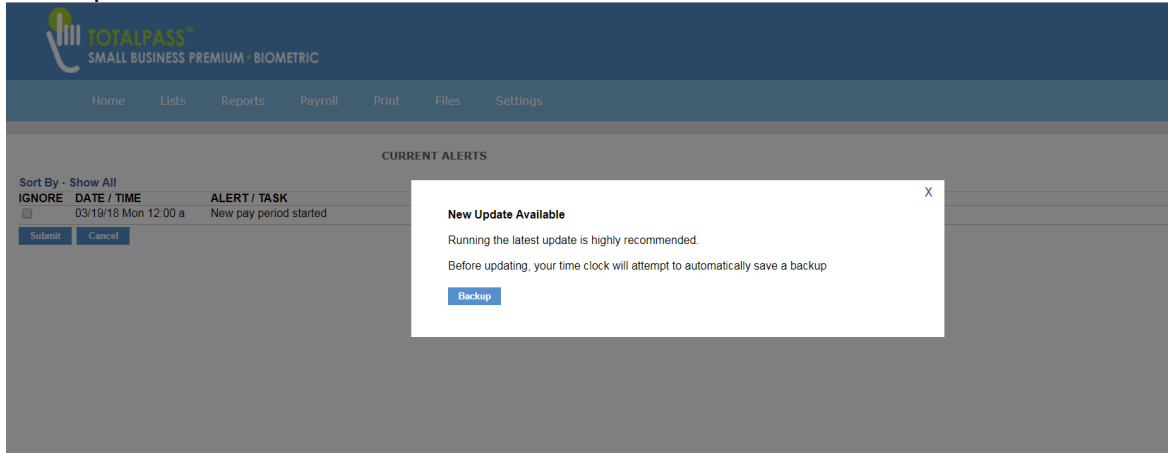 TOTALPASS™
SMALL BUSINESS PREMIUM • BIOMETRIC
Home Lists Reports Payroll Print Files Settings
CURRENT ALERTS
Sort By · Show All
IGNORE DATE / TIME ALERT / TASK
03/19/18 Mon 12:00 a New pay period started
Submit Cancel
X
New Update Available
Running the latest update is highly recommended.
Before updating, your time clock will attempt to automatically save a backup
Backup